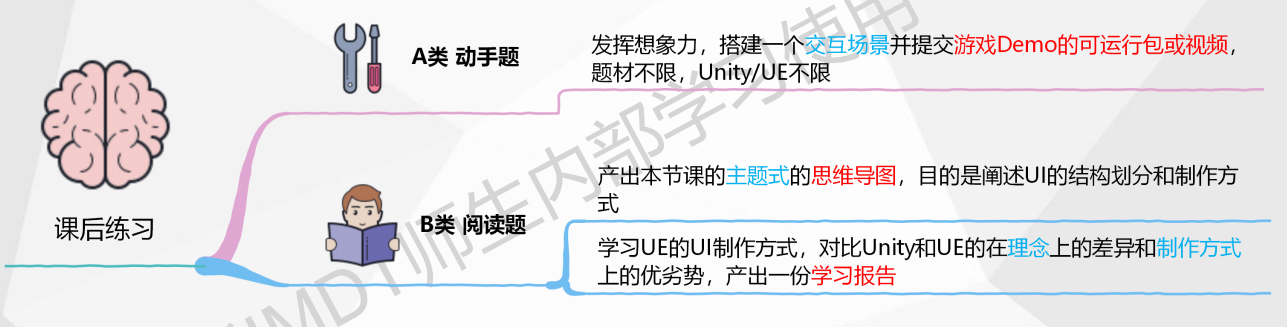 A类 动手题
发挥想象力，搭建一个交互场景并提交游戏Demo的可运行包或视频，
题材不限，Unity/UE不限
课后练习
B类 阅读题
产出本节课的主题式的思维导图，目的是阐述UI的结构划分和制作方
式
学习UE的UI制作方式，对比Unity和UE的在理念上的差异和制作方式
上的优劣势，产出一份学习报告
MDT师生内部学习使用